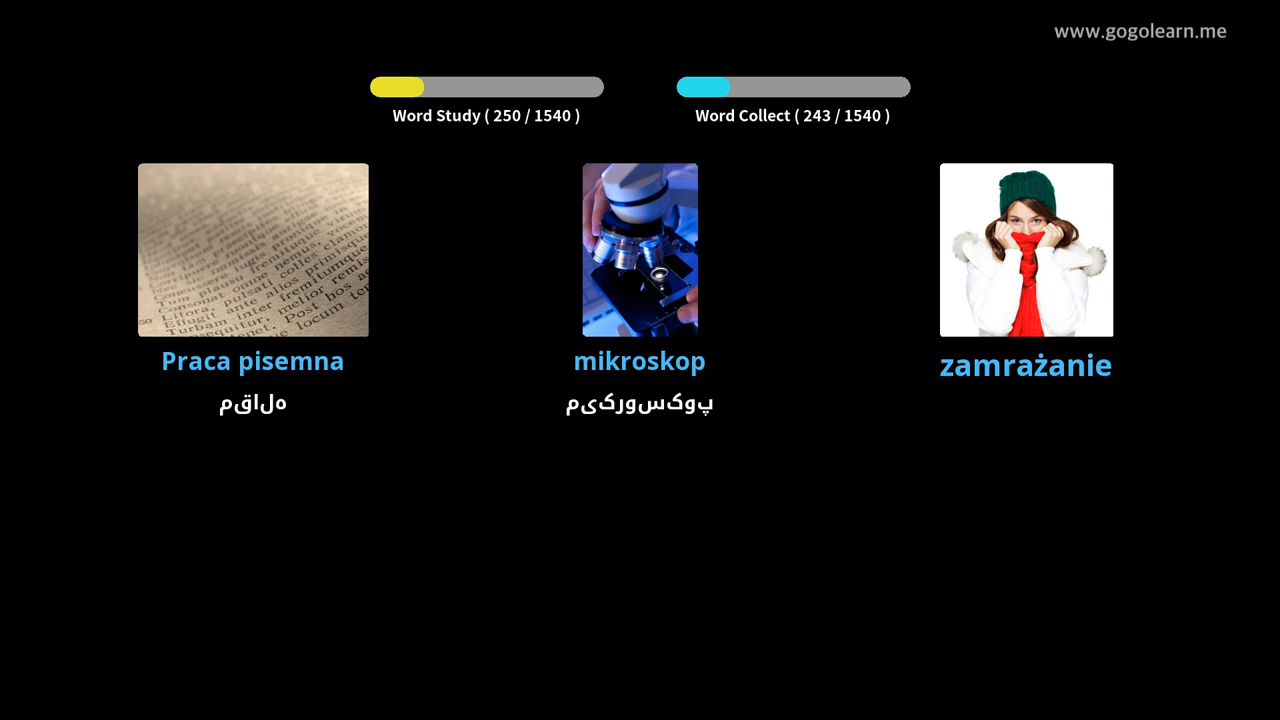 www.gogolearn.me
Word Study ( 250 / 1540 )
Word Collect ( 243 / 1540 )
Praca pisemna
مقاله
mikroskop
میکروسکوپ
zamrażanie